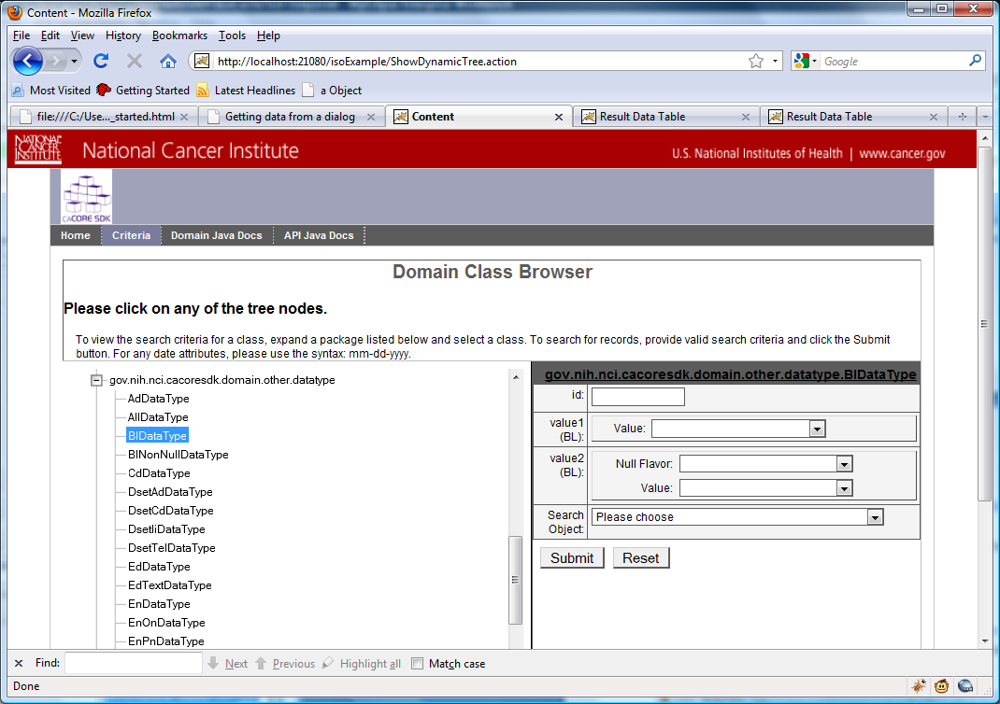 Content - Mozilla Firefox
File Edit View History Bookmarks Tools Help
http://localhost:21080/isoExample/ShowDynamicTree.action
Google
Most Visited Getting Started Latest Headlines a Object
file:///C:/Use..._started.html Getting data from a dialog Content Result Data Table Result Data Table
NATIONAL CANCER INSTITUTE National Cancer Institute U.S. National Institutes of Health | www.cancer.gov
caCORE SDK
Home Criteria Domain Java Docs API Java Docs
Domain Class Browser
Please click on any of the tree nodes.
To view the search criteria for a class, expand a package listed below and select a class. To search for records, provide valid search criteria and click the Submit
button. For any date attributes, please use the syntax: mm-dd-yyyy.
gov.nih.nci.cacoresdk.domain.other.datatype
AdDataType
AllDataType
BlDataType
BlNonNullDataType
CdDataType
DsetAdDataType
DsetCdDataType
DsetIiDataType
DsetTelDataType
EdDataType
EdTextDataType
EnDataType
EnOnDataType
EnPnDataType
gov.nih.nci.cacoresdk.domain.other.datatype.BlDataType
id:
value1
(BL):
Value:
value2
(BL):
Null Flavor:
Value:
Search
Object:
Please choose
Submit Reset
Find: Next Previous Highlight all Match case
Done